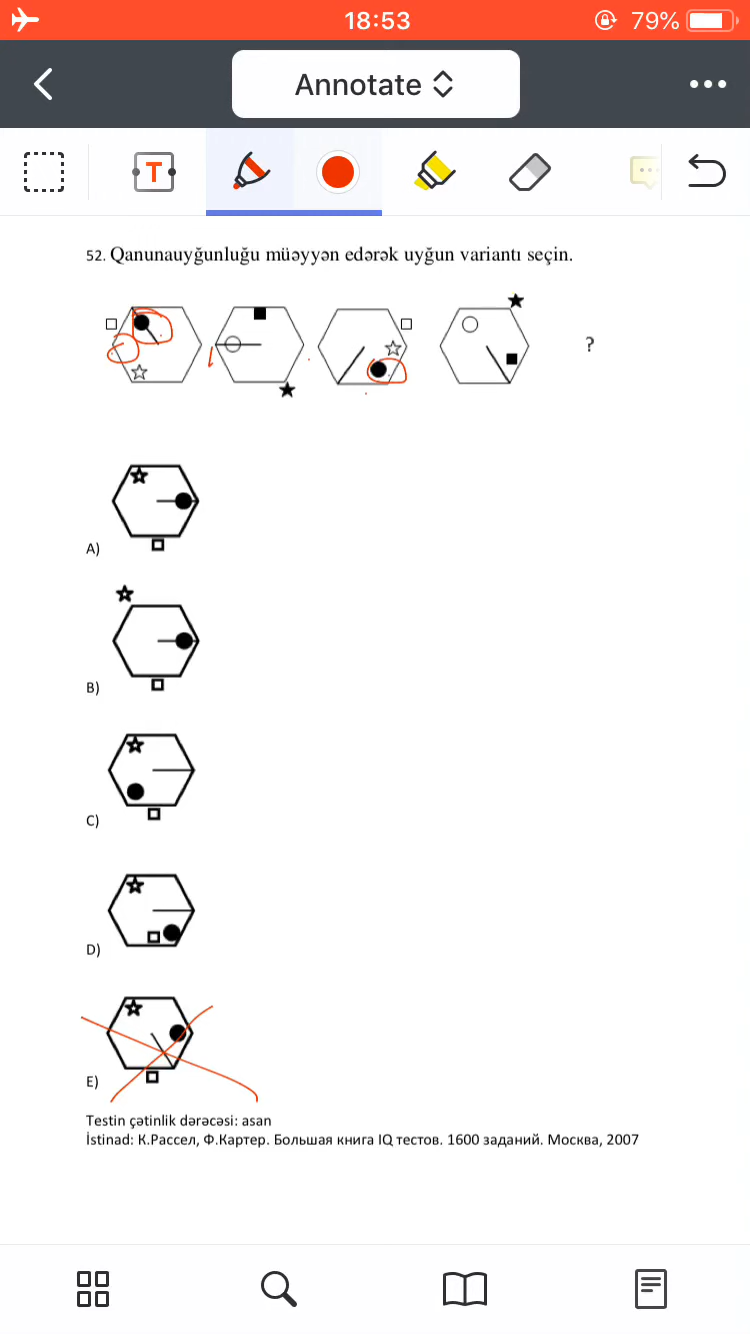 18:53
79%
Annotate
T
52. Qanunauyğunluğu müəyyən edərək uyğun variantı seçin.
?
A)
B)
C)
D)
E)
Testin çətinlik dərəcəsi: asan
İstinad: К.Рассел, Ф.Картер. Большая книга IQ тестов. 1600 заданий. Москва, 2007